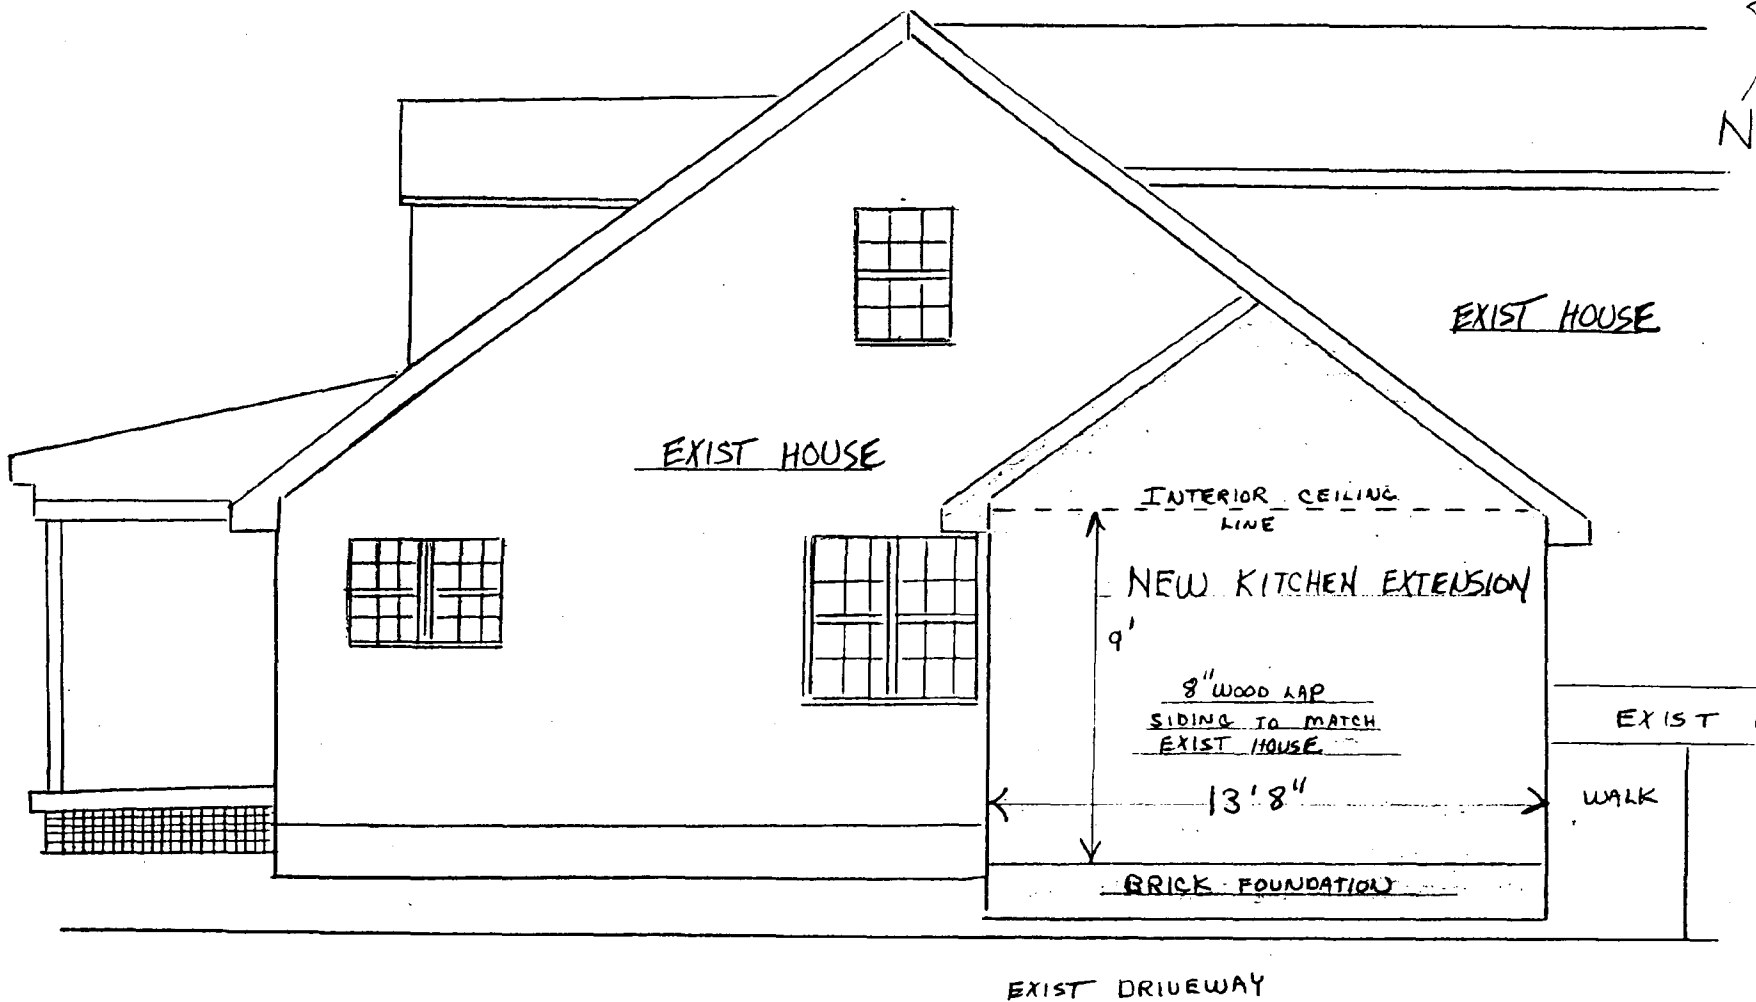 N
EXIST HOUSE
EXIST HOUSE
INTERIOR CEILING
LINE
NEW KITCHEN EXTENSION
9'
8" WOOD LAP
SIDING TO MATCH
EXIST HOUSE
EXIST
13'8"
WALK
BRICK FOUNDATION
EXIST DRIVEWAY